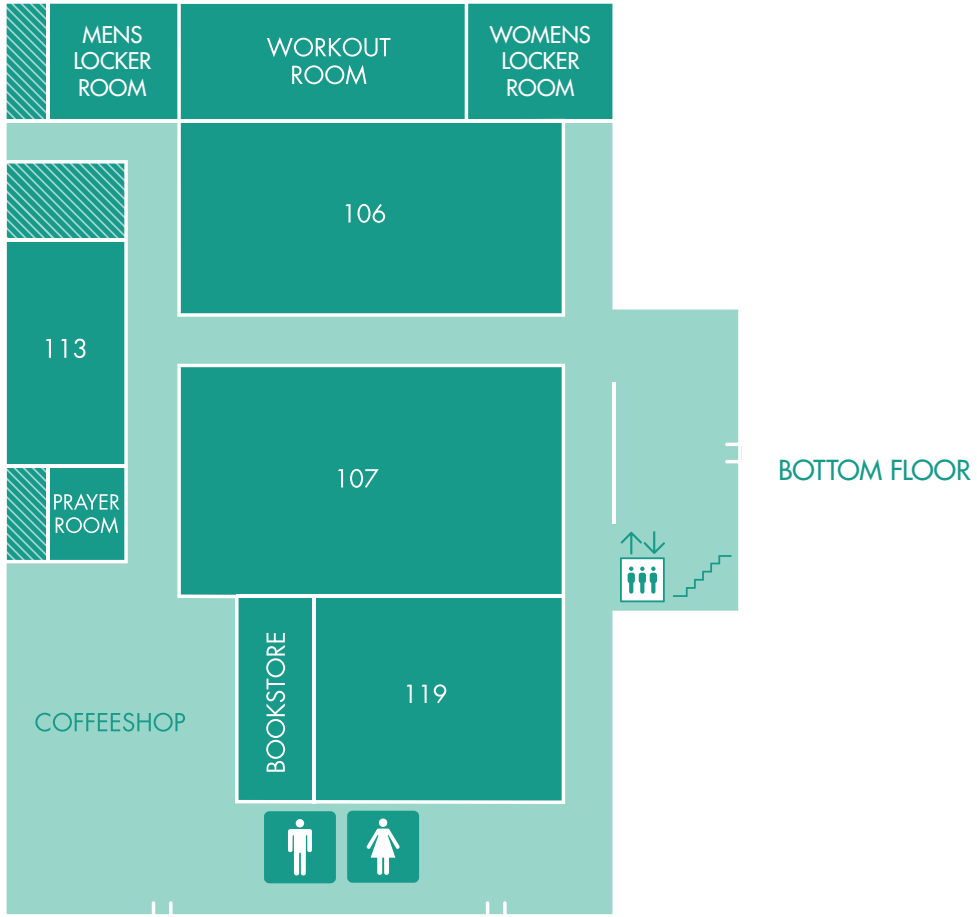 MENS
LOCKER
ROOM
WORKOUT
ROOM
WOMENS
LOCKER
ROOM
106
113
107
BOTTOM FLOOR
PRAYER
ROOM
BOOKSTORE
119
COFFEESHOP